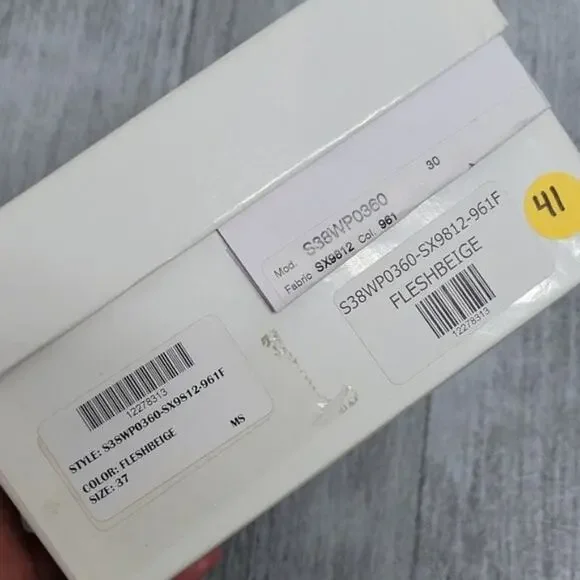 30
Mod. S38WP0360
Fabric SX9812 Col: 961
41
S38WP0360-SX9812-961F
FLESHBEIGE
12278313
12278313
STYLE: S38WP0360-SX9812-961F
COLOR: FLESHBEIGE
SIZE: 37
MS